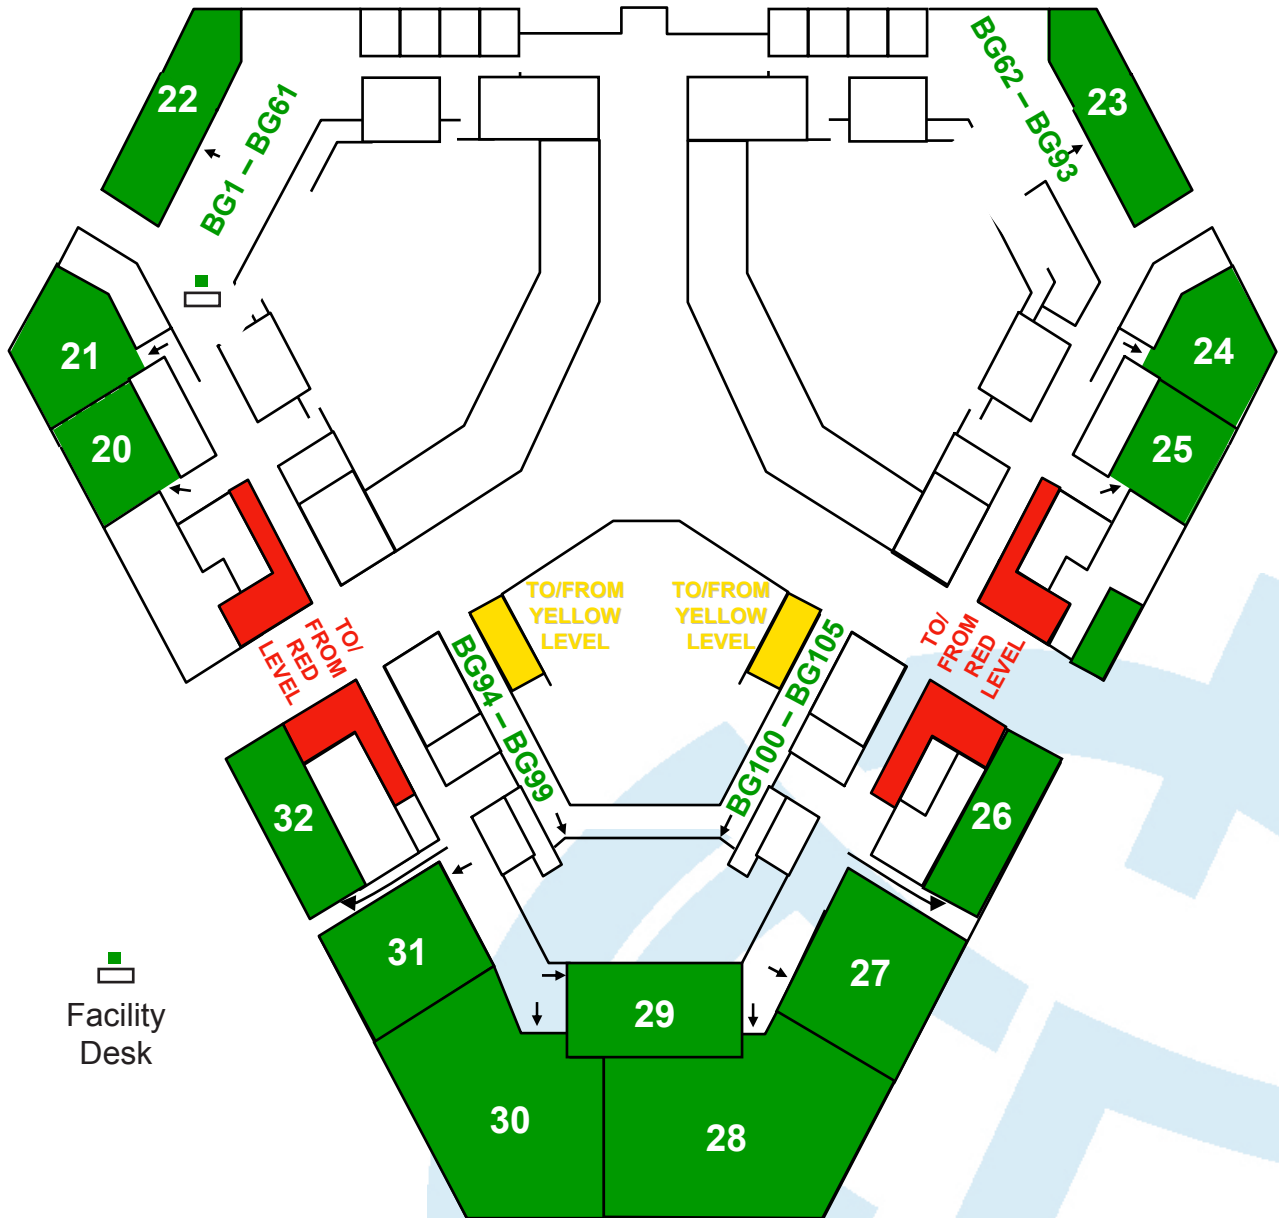 22
BG1 – BG61
BG62 – BG93
23
21
24
20
25
TO/FROM
YELLOW
LEVEL
TO/FROM
YELLOW
LEVEL
TO/
FROM
RED
LEVEL
TO/
FROM
RED
LEVEL
BG94 – BG99
BG100 – BG105
32
26
31
27
29
30
28
Facility
Desk